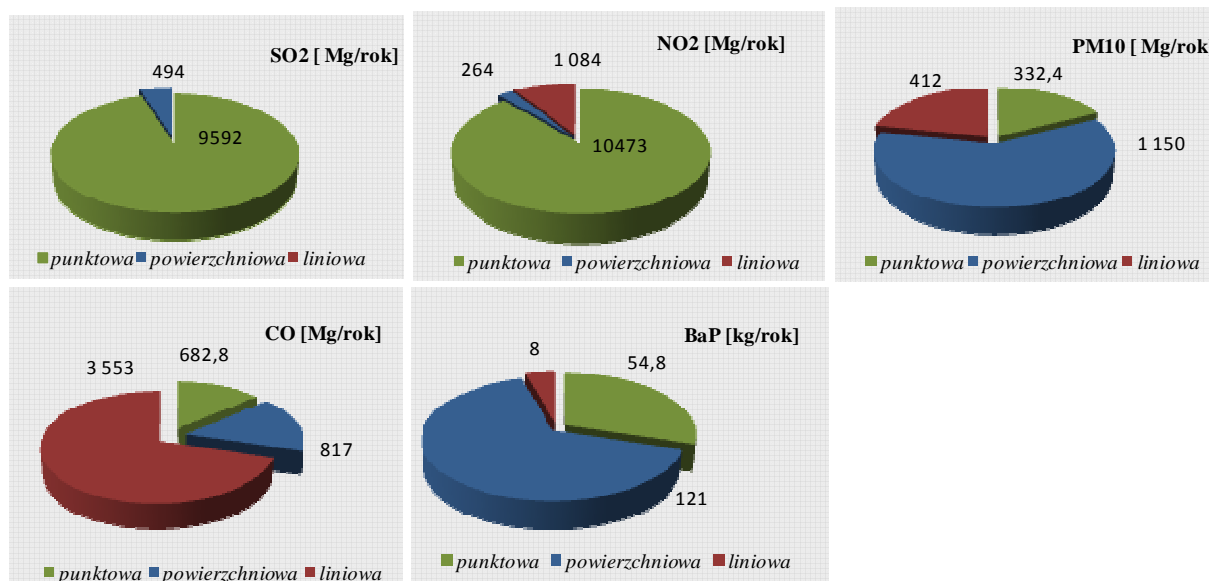 SO2 [ Mg/rok]
494
9592
punktowa powierzchniowa liniowa
NO2 [Mg/rok]
1 084
264
10473
punktowa powierzchniowa liniowa
PM10 [ Mg/rok
412
332,4
1 150
punktowa powierzchniowa liniowa
CO [Mg/rok]
3 553
682,8
817
punktowa powierzchniowa liniowa
BaP [kg/rok]
8
54,8
121
punktowa powierzchniowa liniowa